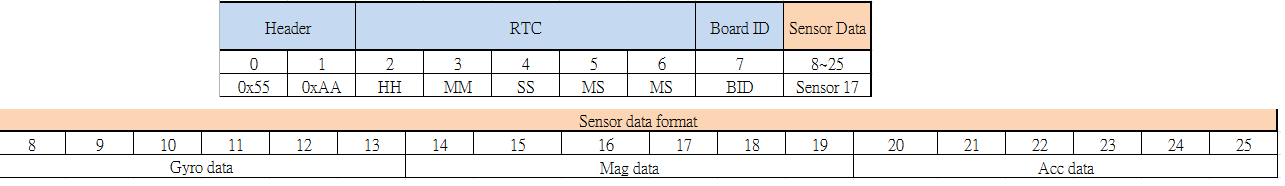 Header RTC Board ID Sensor Data
0 1 2 3 4 5 6 7 8~25
0x55 0xAA HH MM SS MS MS BID Sensor 17
Sensor data format
8 9 10 11 12 13 14 15 16 17 18 19 20 21 22 23 24 25
Gyro data Mag data Acc data